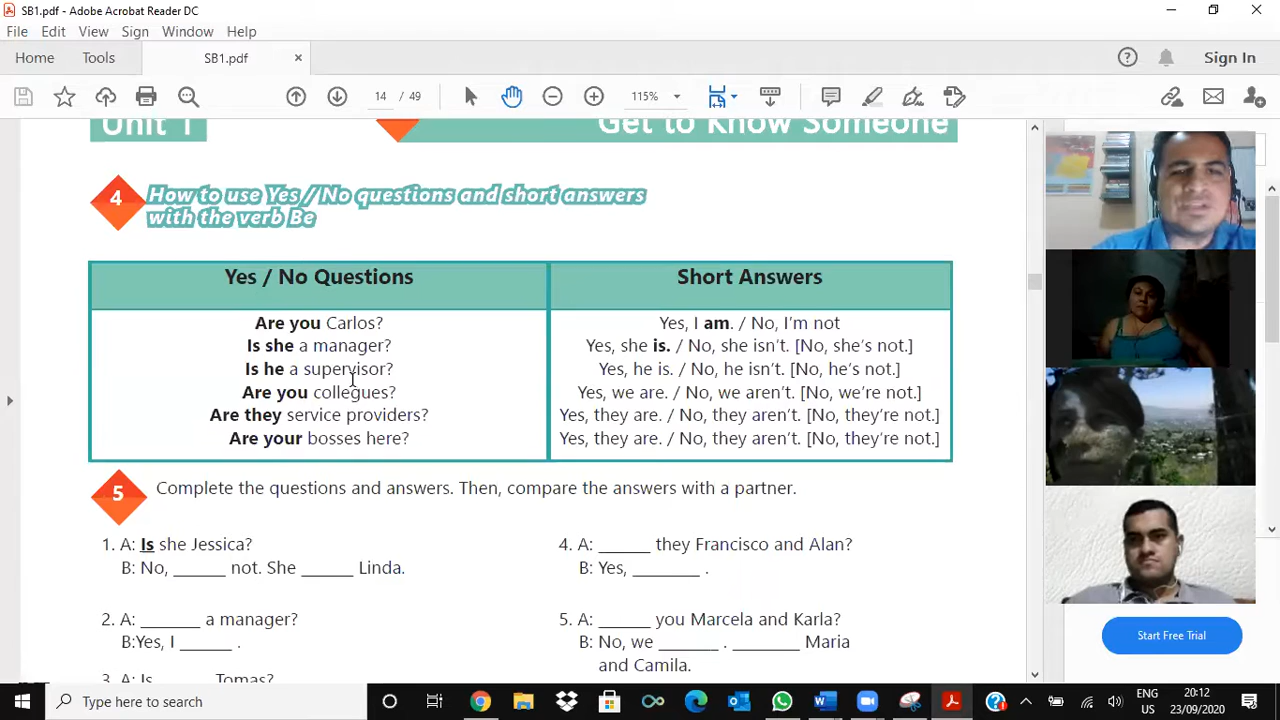 SB1.pdf - Adobe Acrobat Reader DC
File Edit View Sign Window Help
Home Tools SB1.pdf × Sign In
14 / 49 115%
Unit 1 Get to Know Someone
4 How to use Yes / No questions and short answers
with the verb Be
Yes / No Questions Short Answers
Are you Carlos? Yes, I am. / No, I'm not
Is she a manager? Yes, she is. / No, she isn't. [No, she's not.]
Is he a supervisor? Yes, he is. / No, he isn't. [No, he's not.]
Are you collegues? Yes, we are. / No, we aren't. [No, we're not.]
Are they service providers? Yes, they are. / No, they aren't. [No, they're not.]
Are your bosses here? Yes, they are. / No, they aren't. [No, they're not.]
5 Complete the questions and answers. Then, compare the answers with a partner.
1. A: Is she Jessica?
B: No, ______ not. She ______ Linda.
2. A: _______ a manager?
B:Yes, I ______ .
3. A: Is ______ Tomas?
4. A: ______ they Francisco and Alan?
B: Yes, ________ .
5. A: ______ you Marcela and Karla?
B: No, we _______ . ________ Maria
and Camila.
Start Free Trial
Type here to search
ENG 20:12
US 23/09/2020